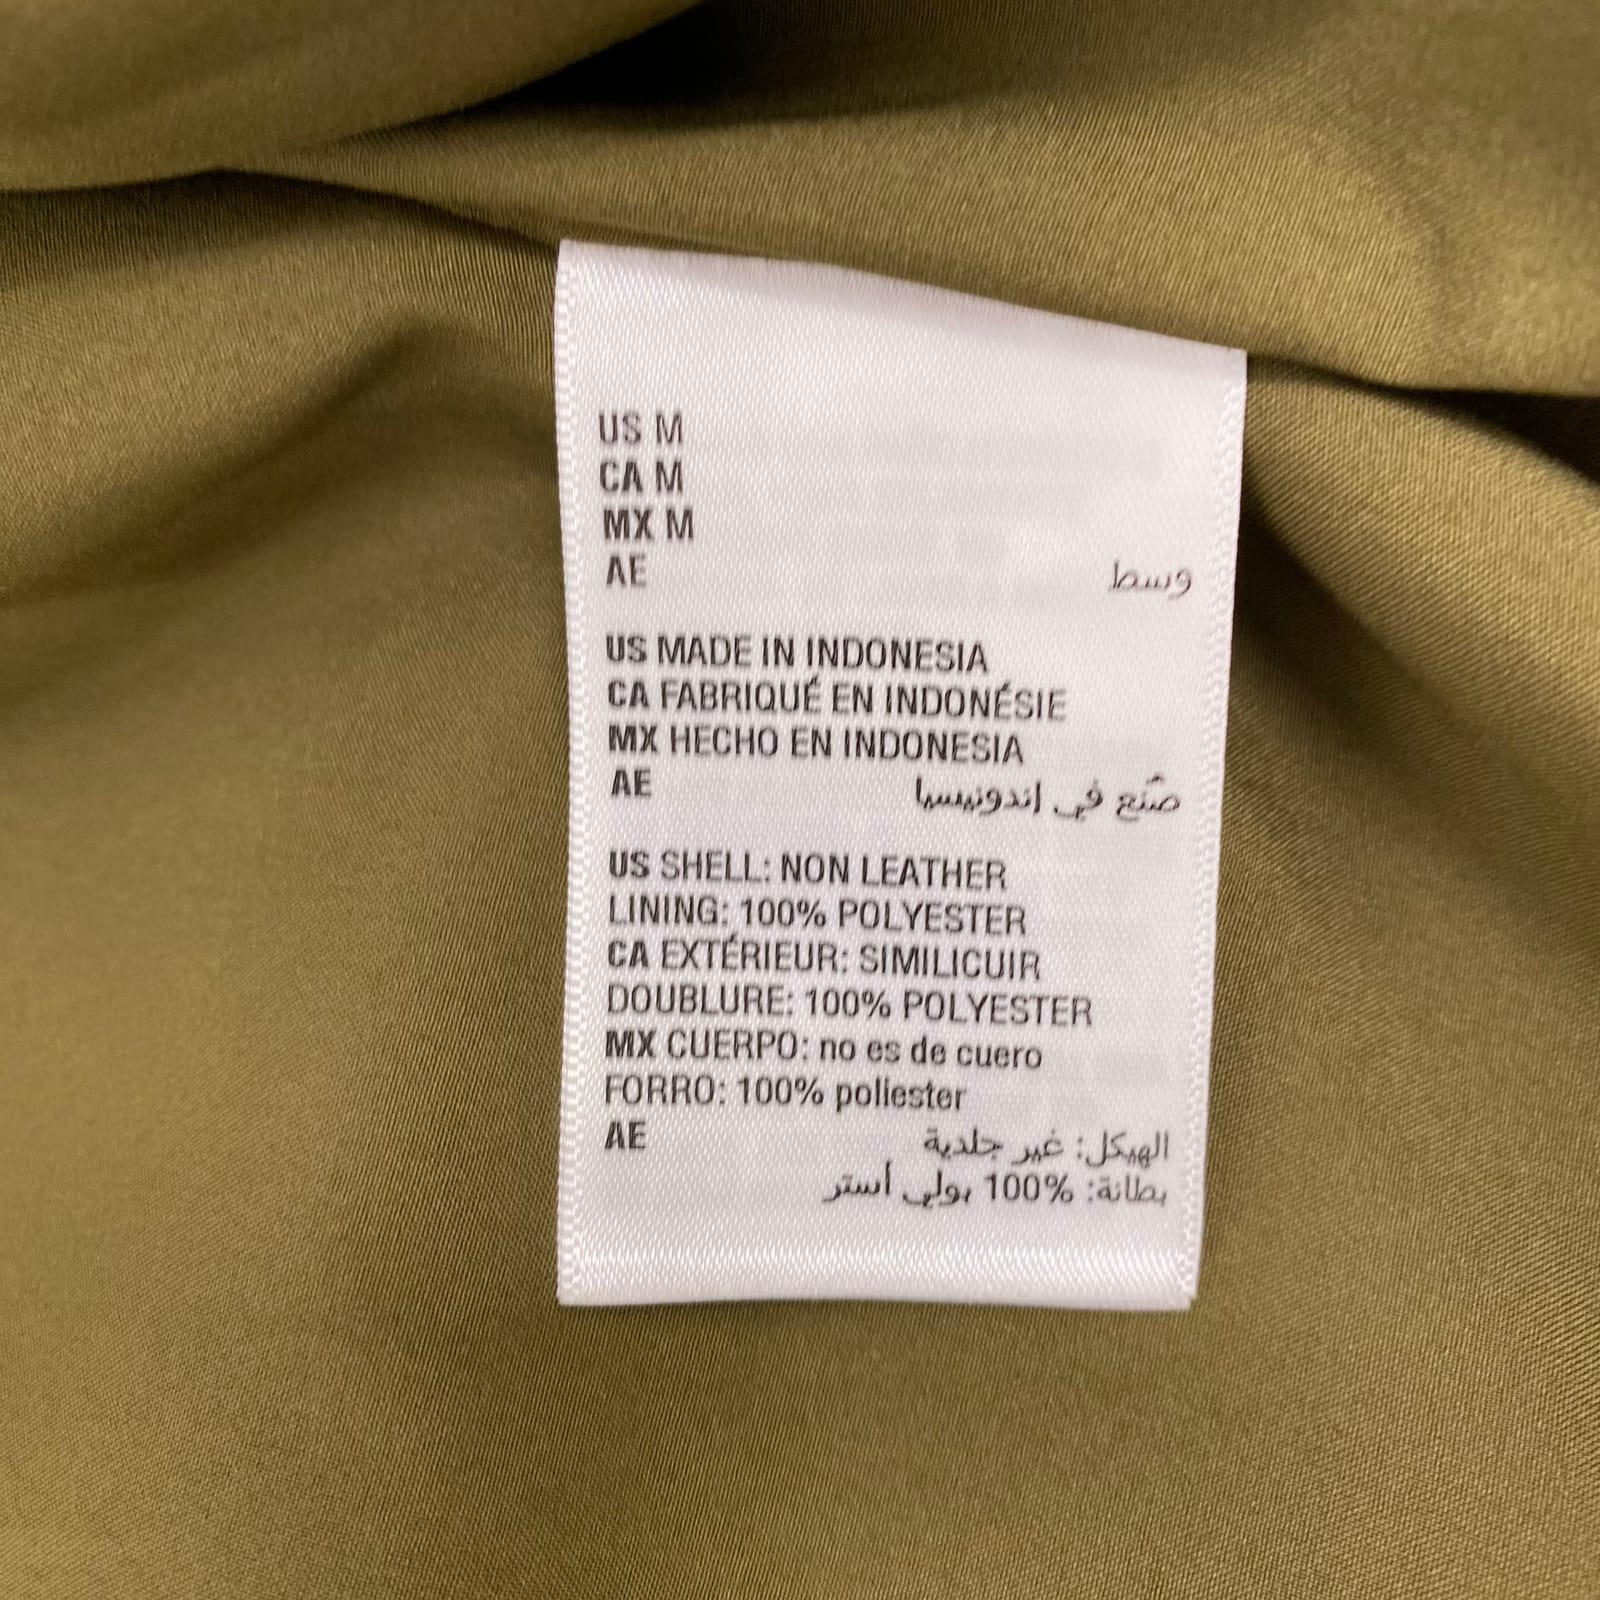 US M
CA M
MX M
AE وسط
US MADE IN INDONESIA
CA FABRIQUÉ EN INDONÉSIE
MX HECHO EN INDONESIA
AE صُنع في اندونيسيا
US SHELL: NON LEATHER
LINING: 100% POLYESTER
CA EXTÉRIEUR: SIMILICUIR
DOUBLURE: 100% POLYESTER
MX CUERPO: no es de cuero
FORRO: 100% poliester
AE الهيكل: غير جلدية
بطانة: 100% بولي أستر